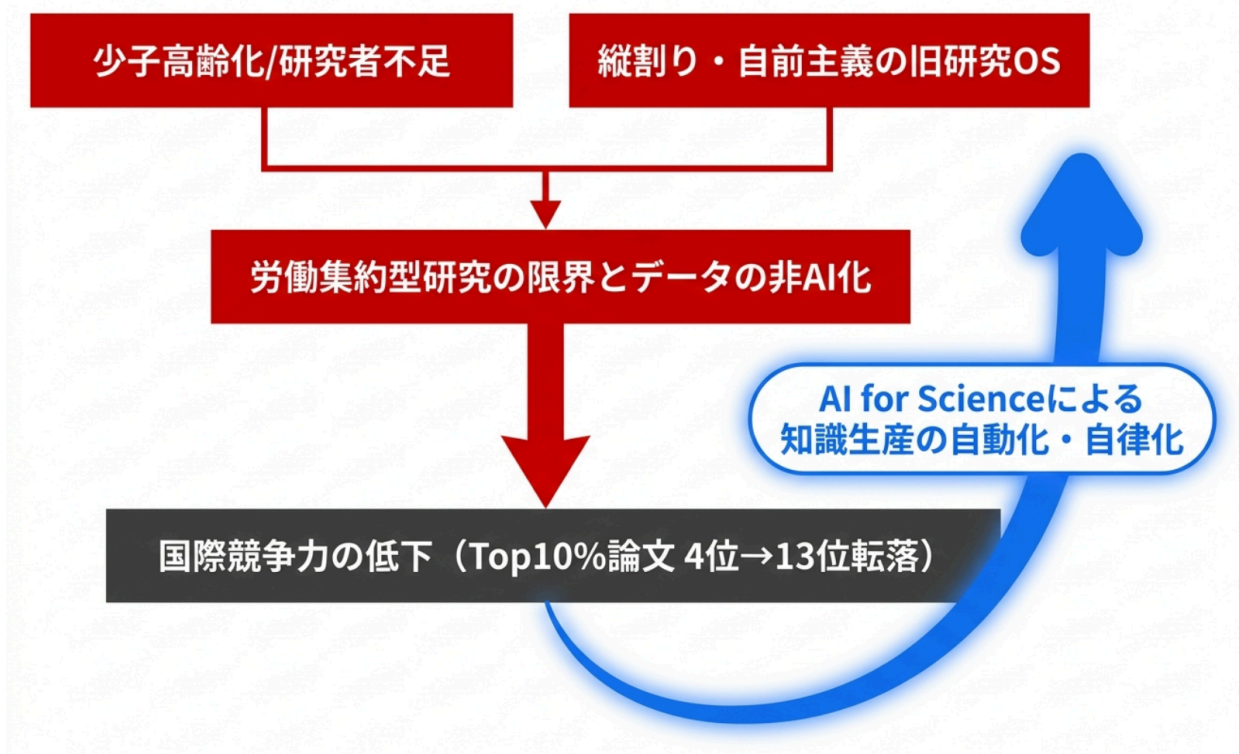 少子高齢化/研究者不足
縦割り・自前主義の旧研究OS
労働集約型研究の限界とデータの非AI化
AI for Scienceによる
知識生産の自動化・自律化
国際競争力の低下（Top10%論文 4位→13位転落）